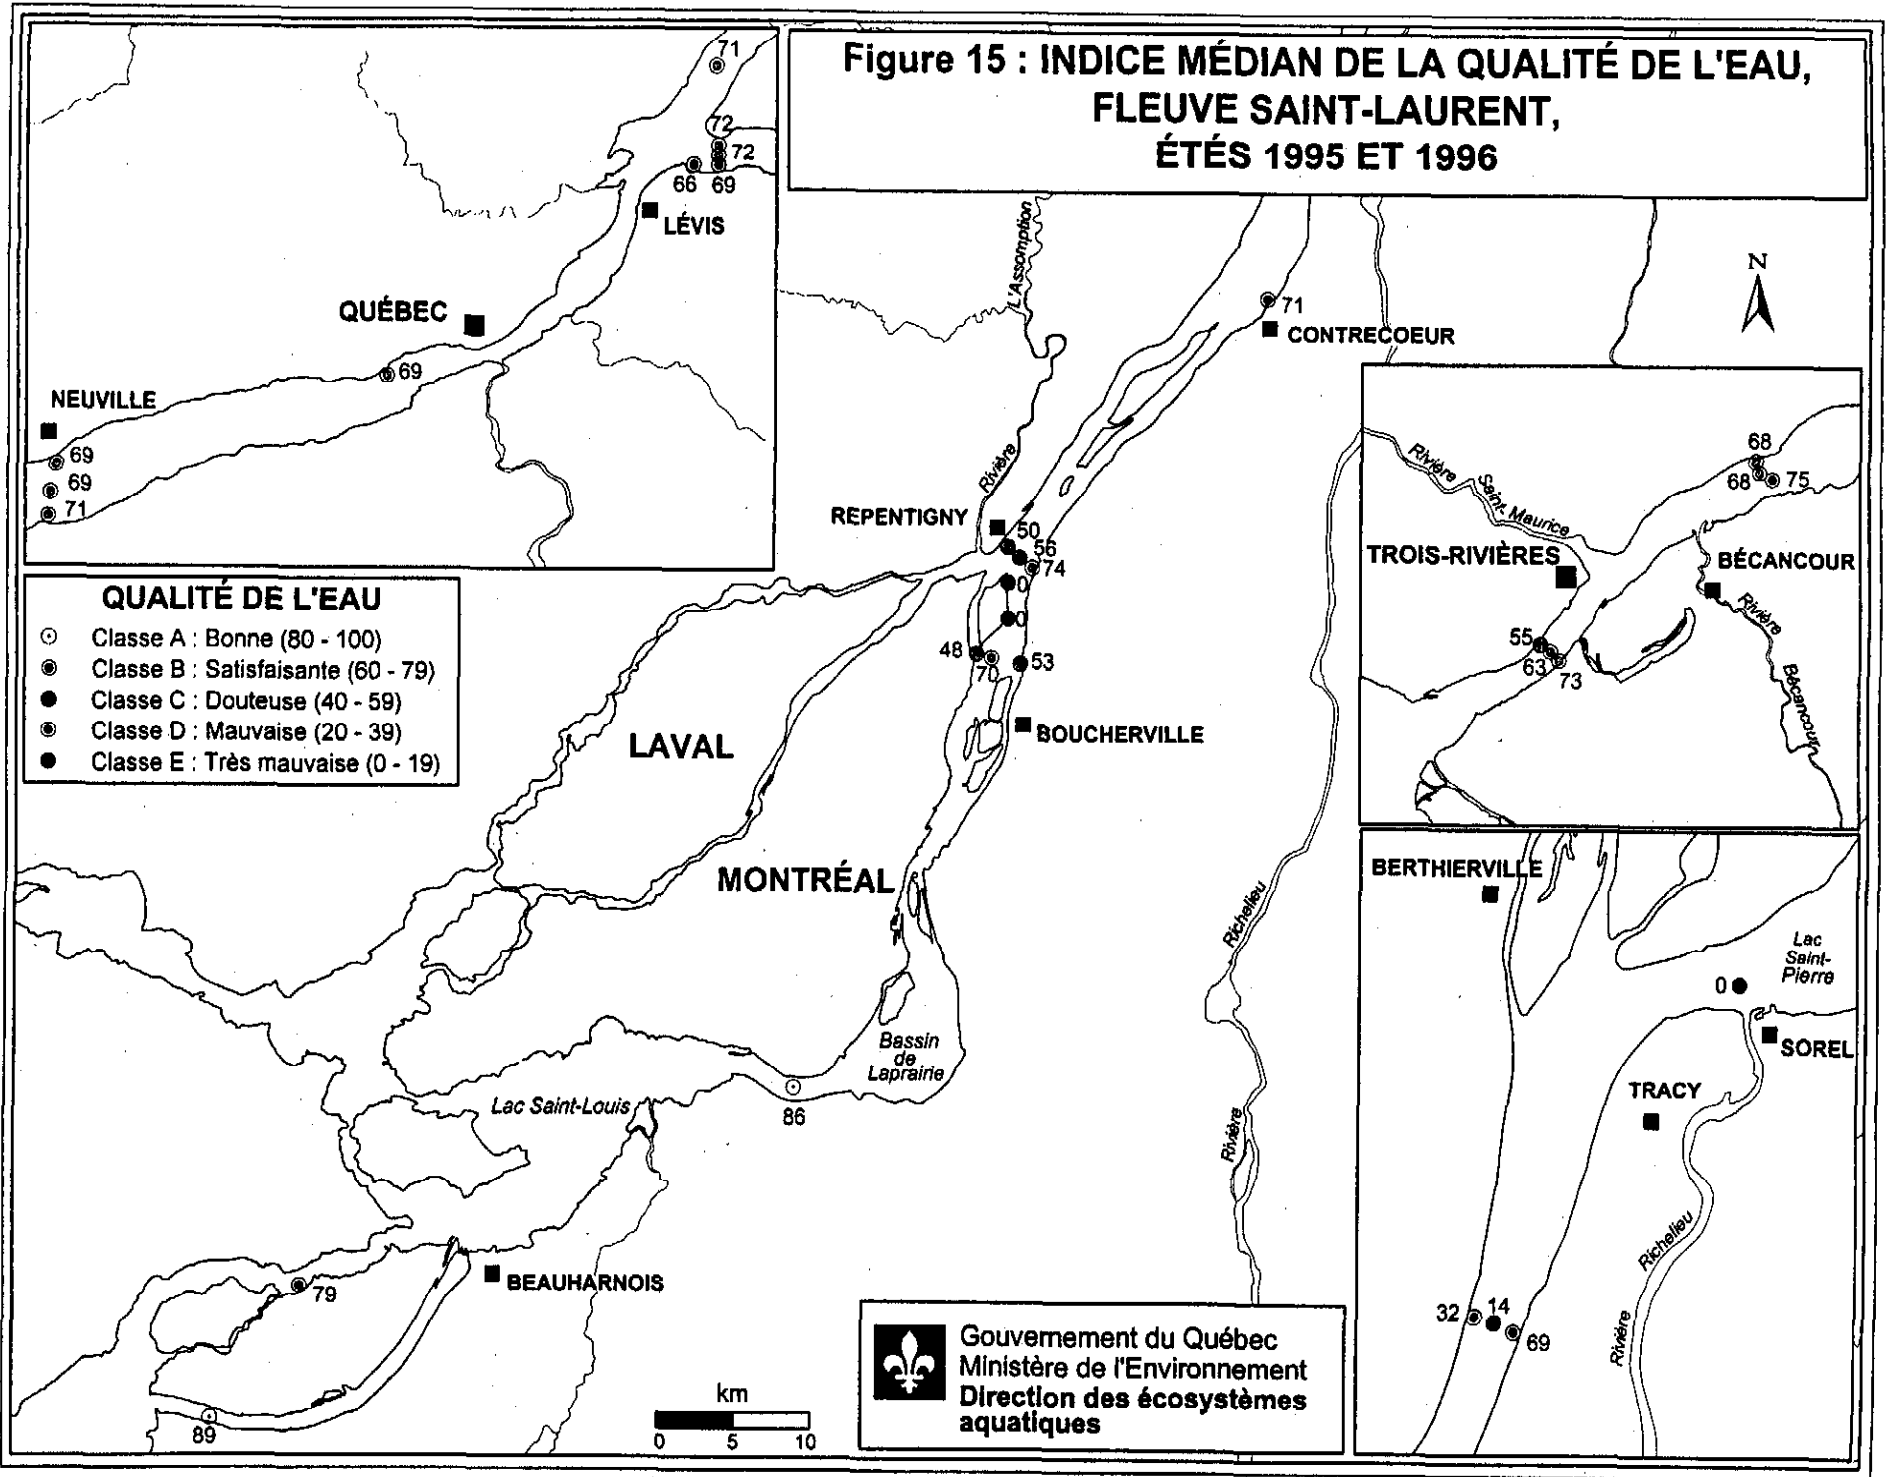 Figure 15 : INDICE MÉDIAN DE LA QUALITÉ DE L'EAU,
FLEUVE SAINT-LAURENT,
ÉTÉS 1995 ET 1996
71
72
72
66
69
LÉVIS
QUÉBEC
69
NEUVILLE
69
69
71
QUALITÉ DE L'EAU
Classe A : Bonne (80 - 100)
Classe B : Satisfaisante (60 - 79)
Classe C : Douteuse (40 - 59)
Classe D : Mauvaise (20 - 39)
Classe E : Très mauvaise (0 - 19)
L'Assomption
Rivière
N
71
CONTRECOEUR
REPENTIGNY
50
56
74
0
0
48
70
53
BOUCHERVILLE
LAVAL
MONTRÉAL
Richelieu
Rivière
Bassin
de
Laprairie
Lac Saint-Louis
86
BEAUHARNOIS
79
89
Rivière
Saint-Maurice
68
68
75
TROIS-RIVIÈRES
BÉCANCOUR
Rivière
Bécancour
55
63
73
BERTHIERVILLE
Lac
Saint-
Pierre
0
SOREL
TRACY
Richelieu
Rivière
32
14
69
km
0 5 10
Gouvernement du Québec
Ministère de l'Environnement
Direction des écosystèmes
aquatiques